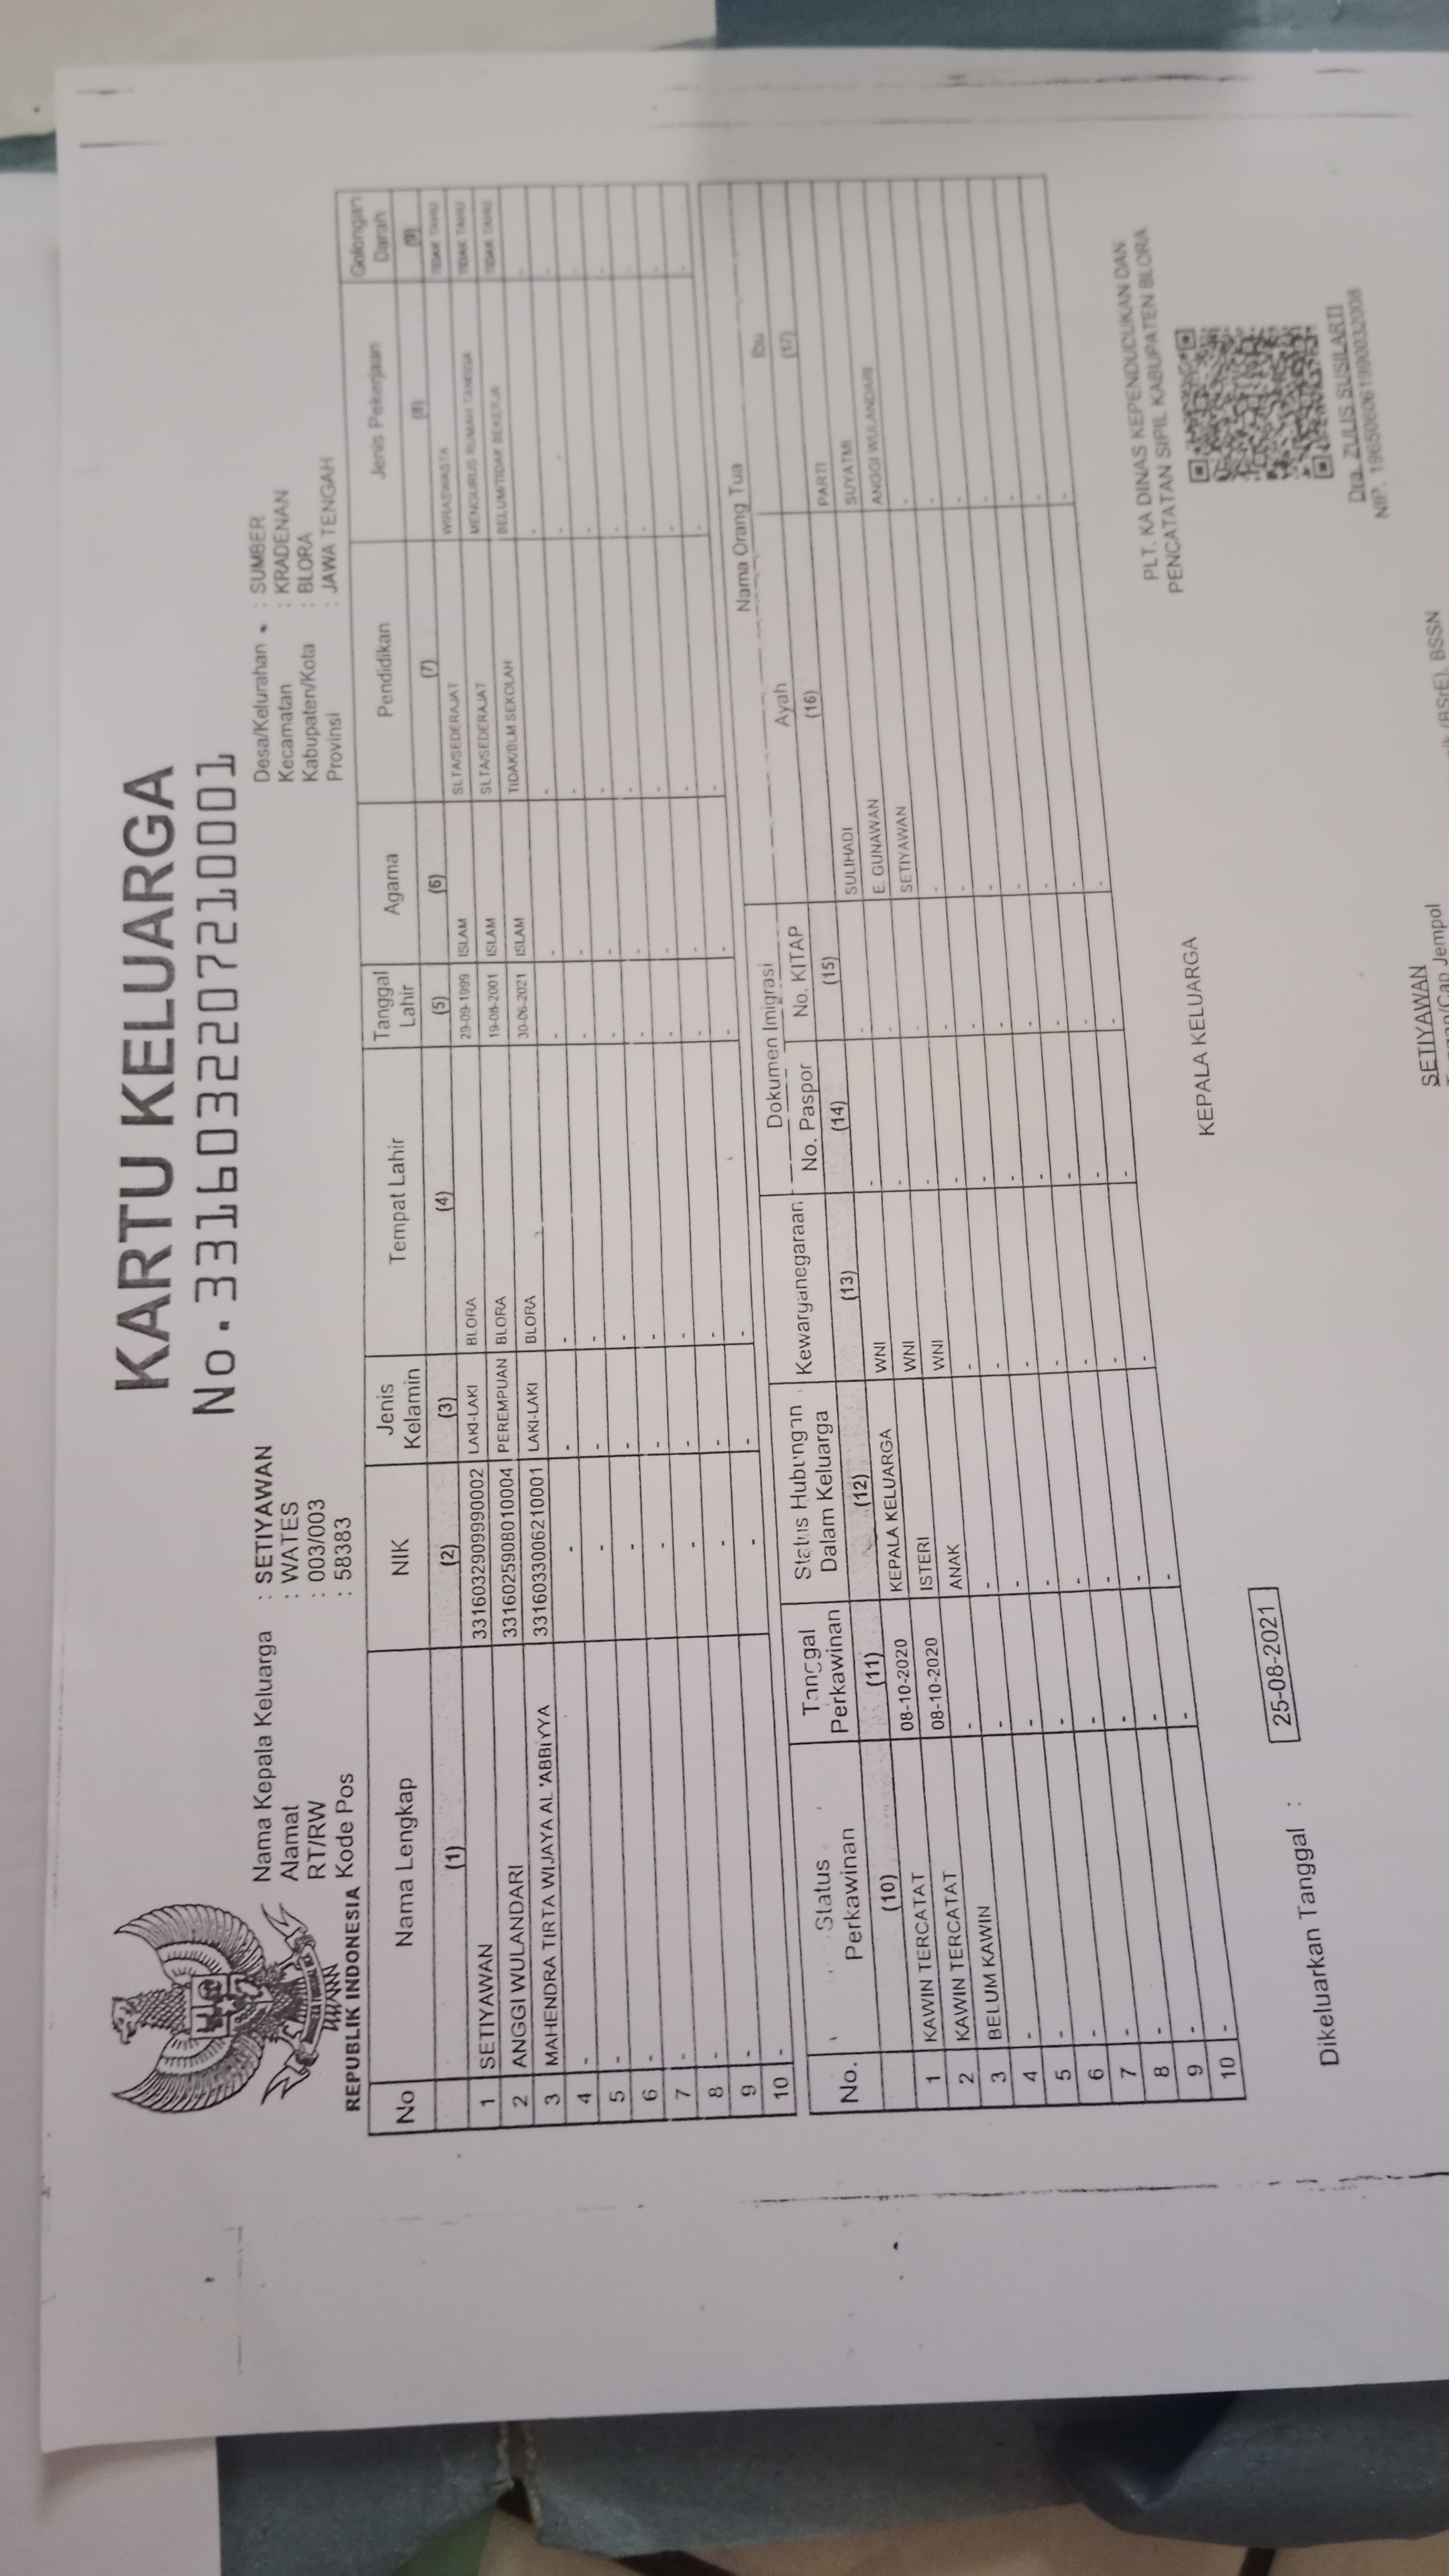 KARTU KELUARGA
No. 3316032207210001
REPUBLIK INDONESIA
Nama Kepala Keluarga : SETIYAWAN
Alamat : WATES
RT/RW : 003/003
Kode Pos : 58383
Desa/Kelurahan : SUMBER
Kecamatan : KRADENAN
Kabupaten/Kota : BLORA
Provinsi : JAWA TENGAH
No Nama Lengkap NIK Jenis Kelamin Tempat Lahir Tanggal Lahir Agama Pendidikan Jenis Pekerjaan Golongan Darah
(1) (2) (3) (4) (5) (6) (7) (8) (9)
1 SETIYAWAN 3316032909990002 LAKI-LAKI BLORA 29-09-1999 ISLAM SLTA/SEDERAJAT WIRASWASTA TIDAK TAHU
2 ANGGI WULANDARI 3316025908010004 PEREMPUAN BLORA 19-08-2001 ISLAM SLTA/SEDERAJAT MENGURUS RUMAH TANGGA TIDAK TAHU
3 MAHENDRA TIRTA WIJAYA AL 'ABBIYYA 3316033006210001 LAKI-LAKI BLORA 30-06-2021 ISLAM TIDAK/BLM SEKOLAH BELUM/TIDAK BEKERJA TIDAK TAHU
4 - - - - - - - - -
5 - - - - - - - - -
6 - - - - - - - - -
7 - - - - - - - - -
8 - - - - - - - - -
9 - - - - - - - - -
10 - - - - - - - - -
No. Status Perkawinan Tanggal Perkawinan Status Hubungan Dalam Keluarga Kewarganegaraan Dokumen Imigrasi Nama Orang Tua
No. Paspor No. KITAP Ayah Ibu
(10) (11) (12) (13) (14) (15) (16) (17)
1 KAWIN TERCATAT 08-10-2020 KEPALA KELUARGA WNI - - SULIHADI PARTI
2 KAWIN TERCATAT 08-10-2020 ISTERI WNI - - E. GUNAWAN SUYATMI
3 BELUM KAWIN - ANAK WNI - - SETIYAWAN ANGGI WULANDARI
4 - - - - - - - -
5 - - - - - - - -
6 - - - - - - - -
7 - - - - - - - -
8 - - - - - - - -
9 - - - - - - - -
10 - - - - - - - -
Dikeluarkan Tanggal : 25-08-2021
KEPALA KELUARGA
SETIYAWAN
Jempol
PLT. KA DINAS KEPENDUDUKAN DAN
PENCATATAN SIPIL KABUPATEN BLORA
Dra. ZULIS SUSILARTI
NIP. 196506061990032008
(BSrE), BSSN